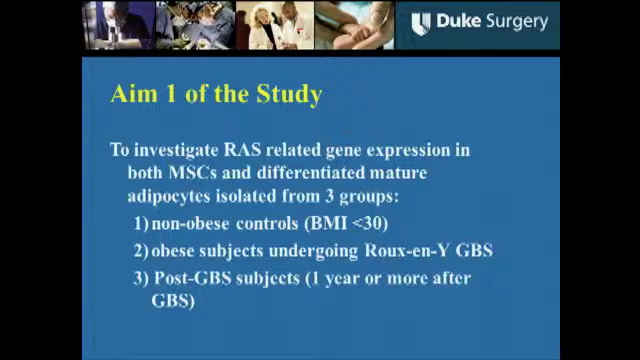 Duke Surgery
Aim 1 of the Study
To investigate RAS related gene expression in
both MSCs and differentiated mature
adipocytes isolated from 3 groups:
1) non-obese controls (BMI <30)
2) obese subjects undergoing Roux-en-Y GBS
3) Post-GBS subjects (1 year or more after
GBS)